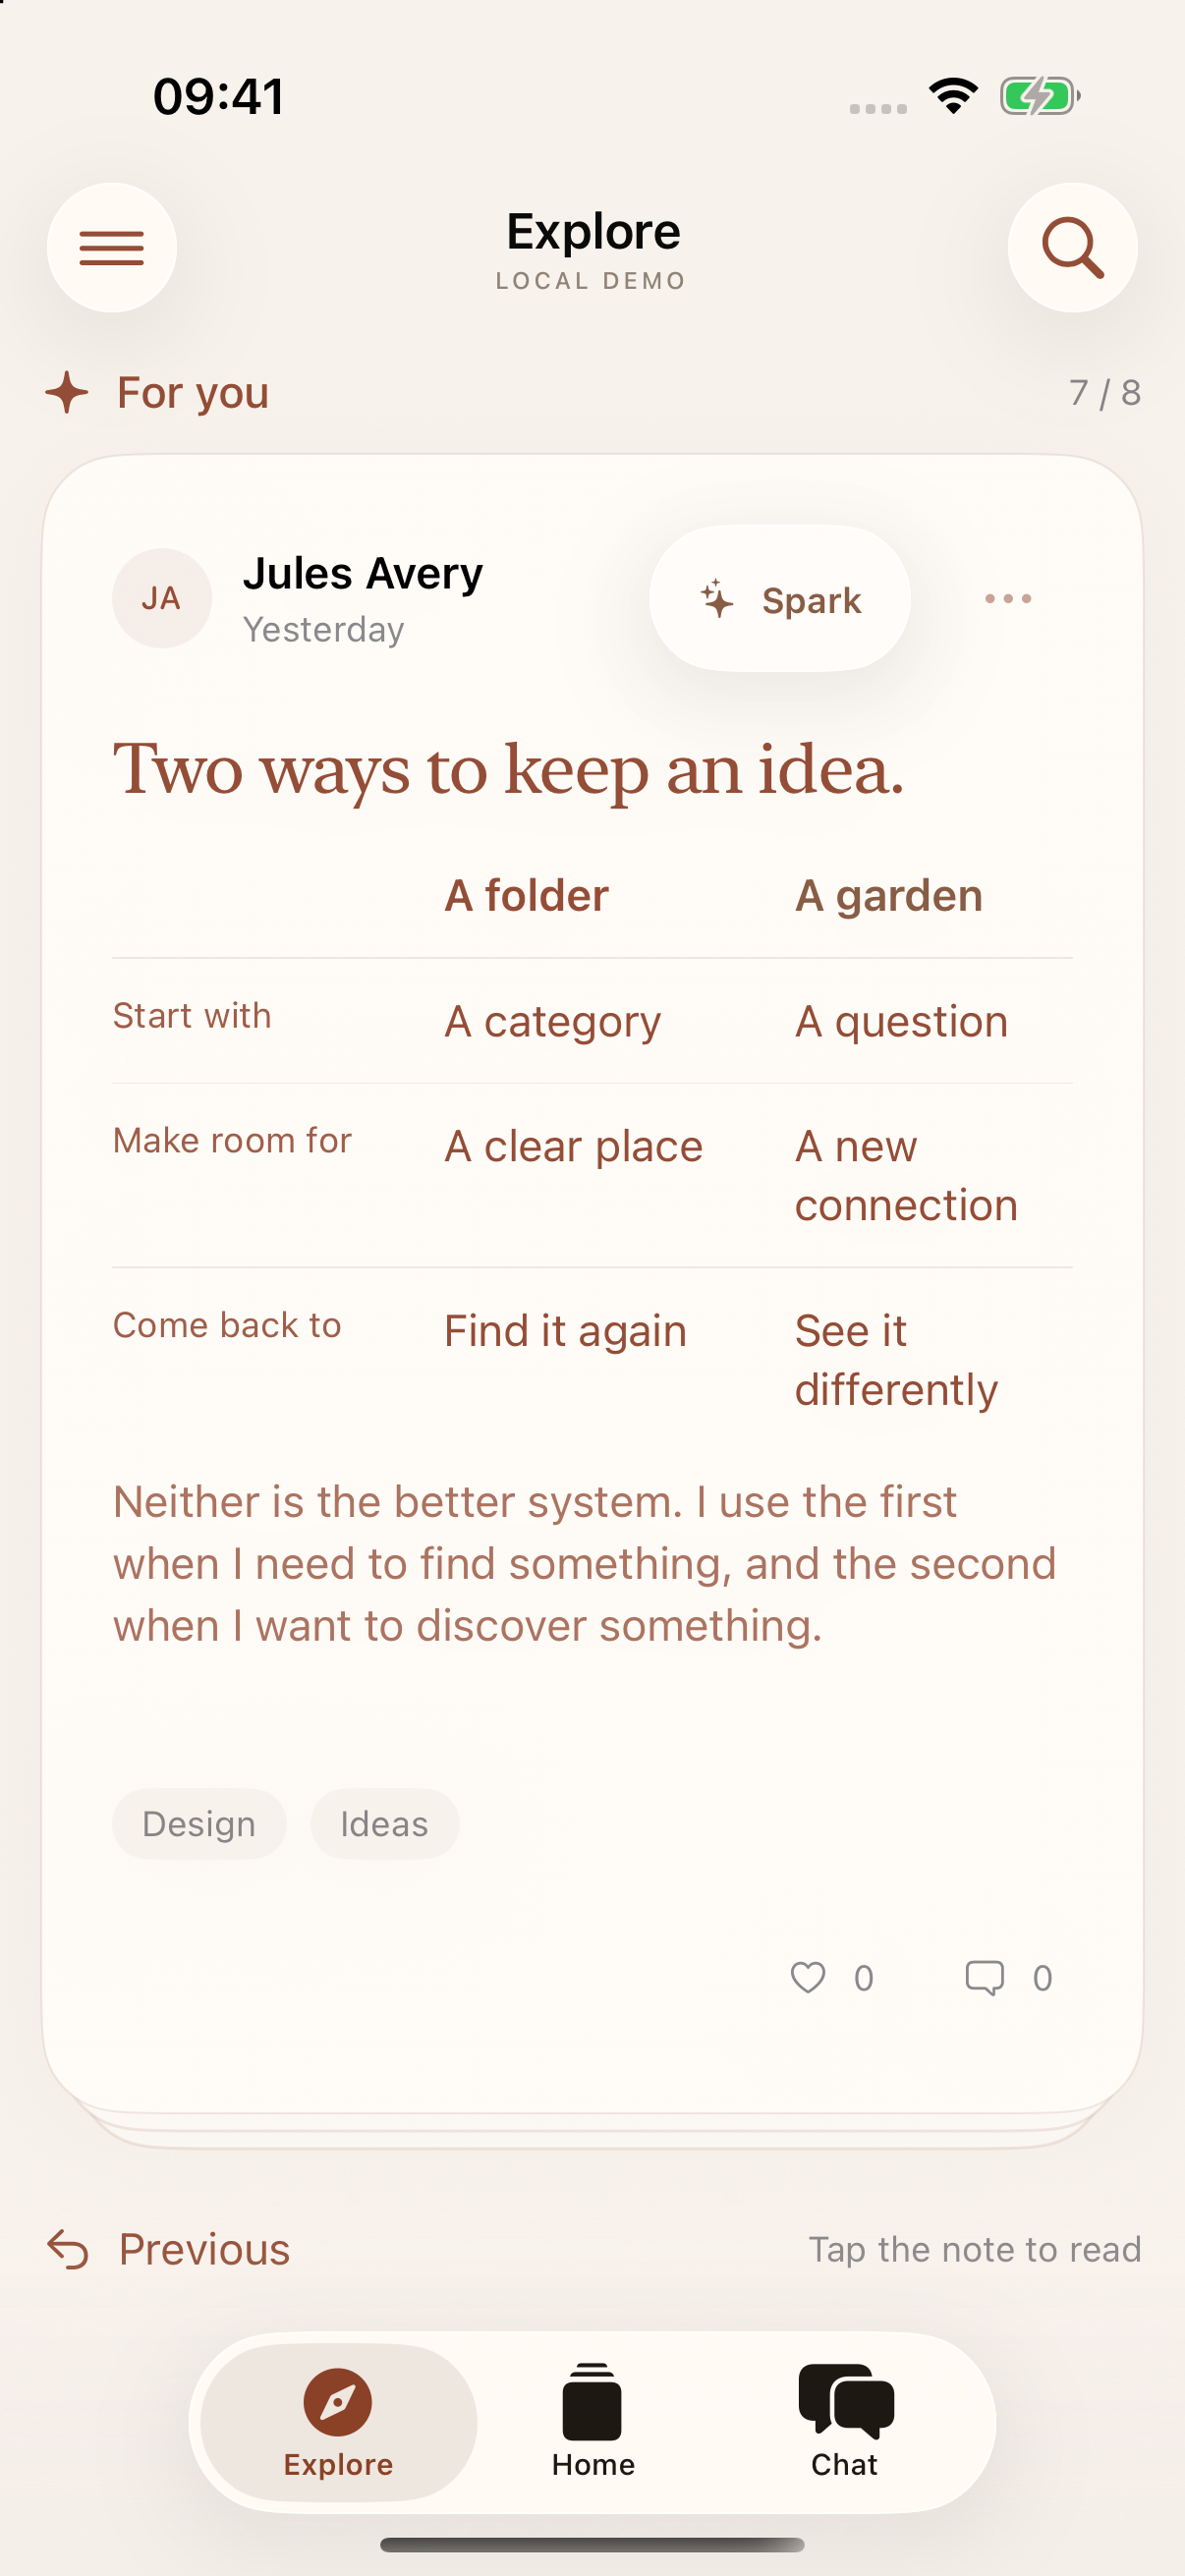 09:41
Explore
LOCAL DEMO
For you
7 / 8
JA
Jules Avery
Yesterday
Spark
Two ways to keep an idea.
A folder
A garden
Start with
A category
A question
Make room for
A clear place
A new
connection
Come back to
Find it again
See it
differently
Neither is the better system. I use the first
when I need to find something, and the second
when I want to discover something.
Design
Ideas
0
0
Previous
Tap the note to read
Explore
Home
Chat